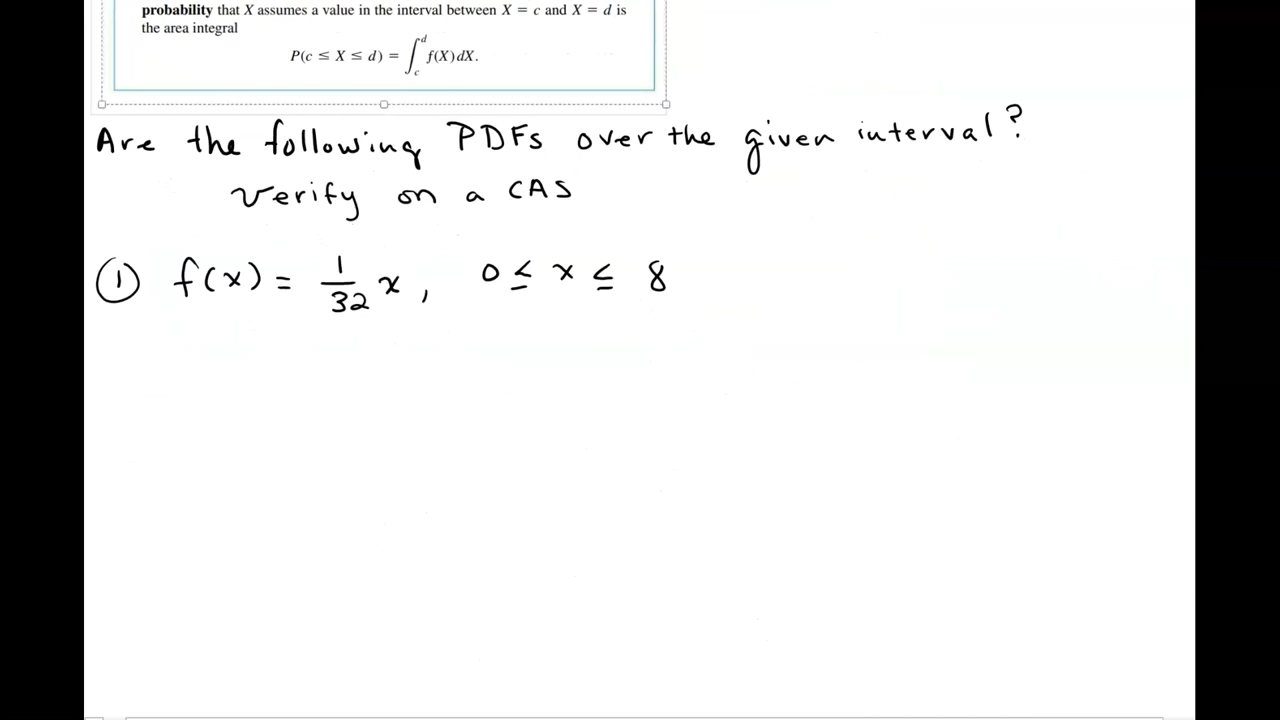 probability that X assumes a value in the interval between X = c and X = d is
the area integral
P(c ≤ X ≤ d) = ∫_c^d f(X) dX.
Are the following PDFs over the given interval?
Verify on a CAS
① f(x) = 1/32 x, 0 ≤ x ≤ 8